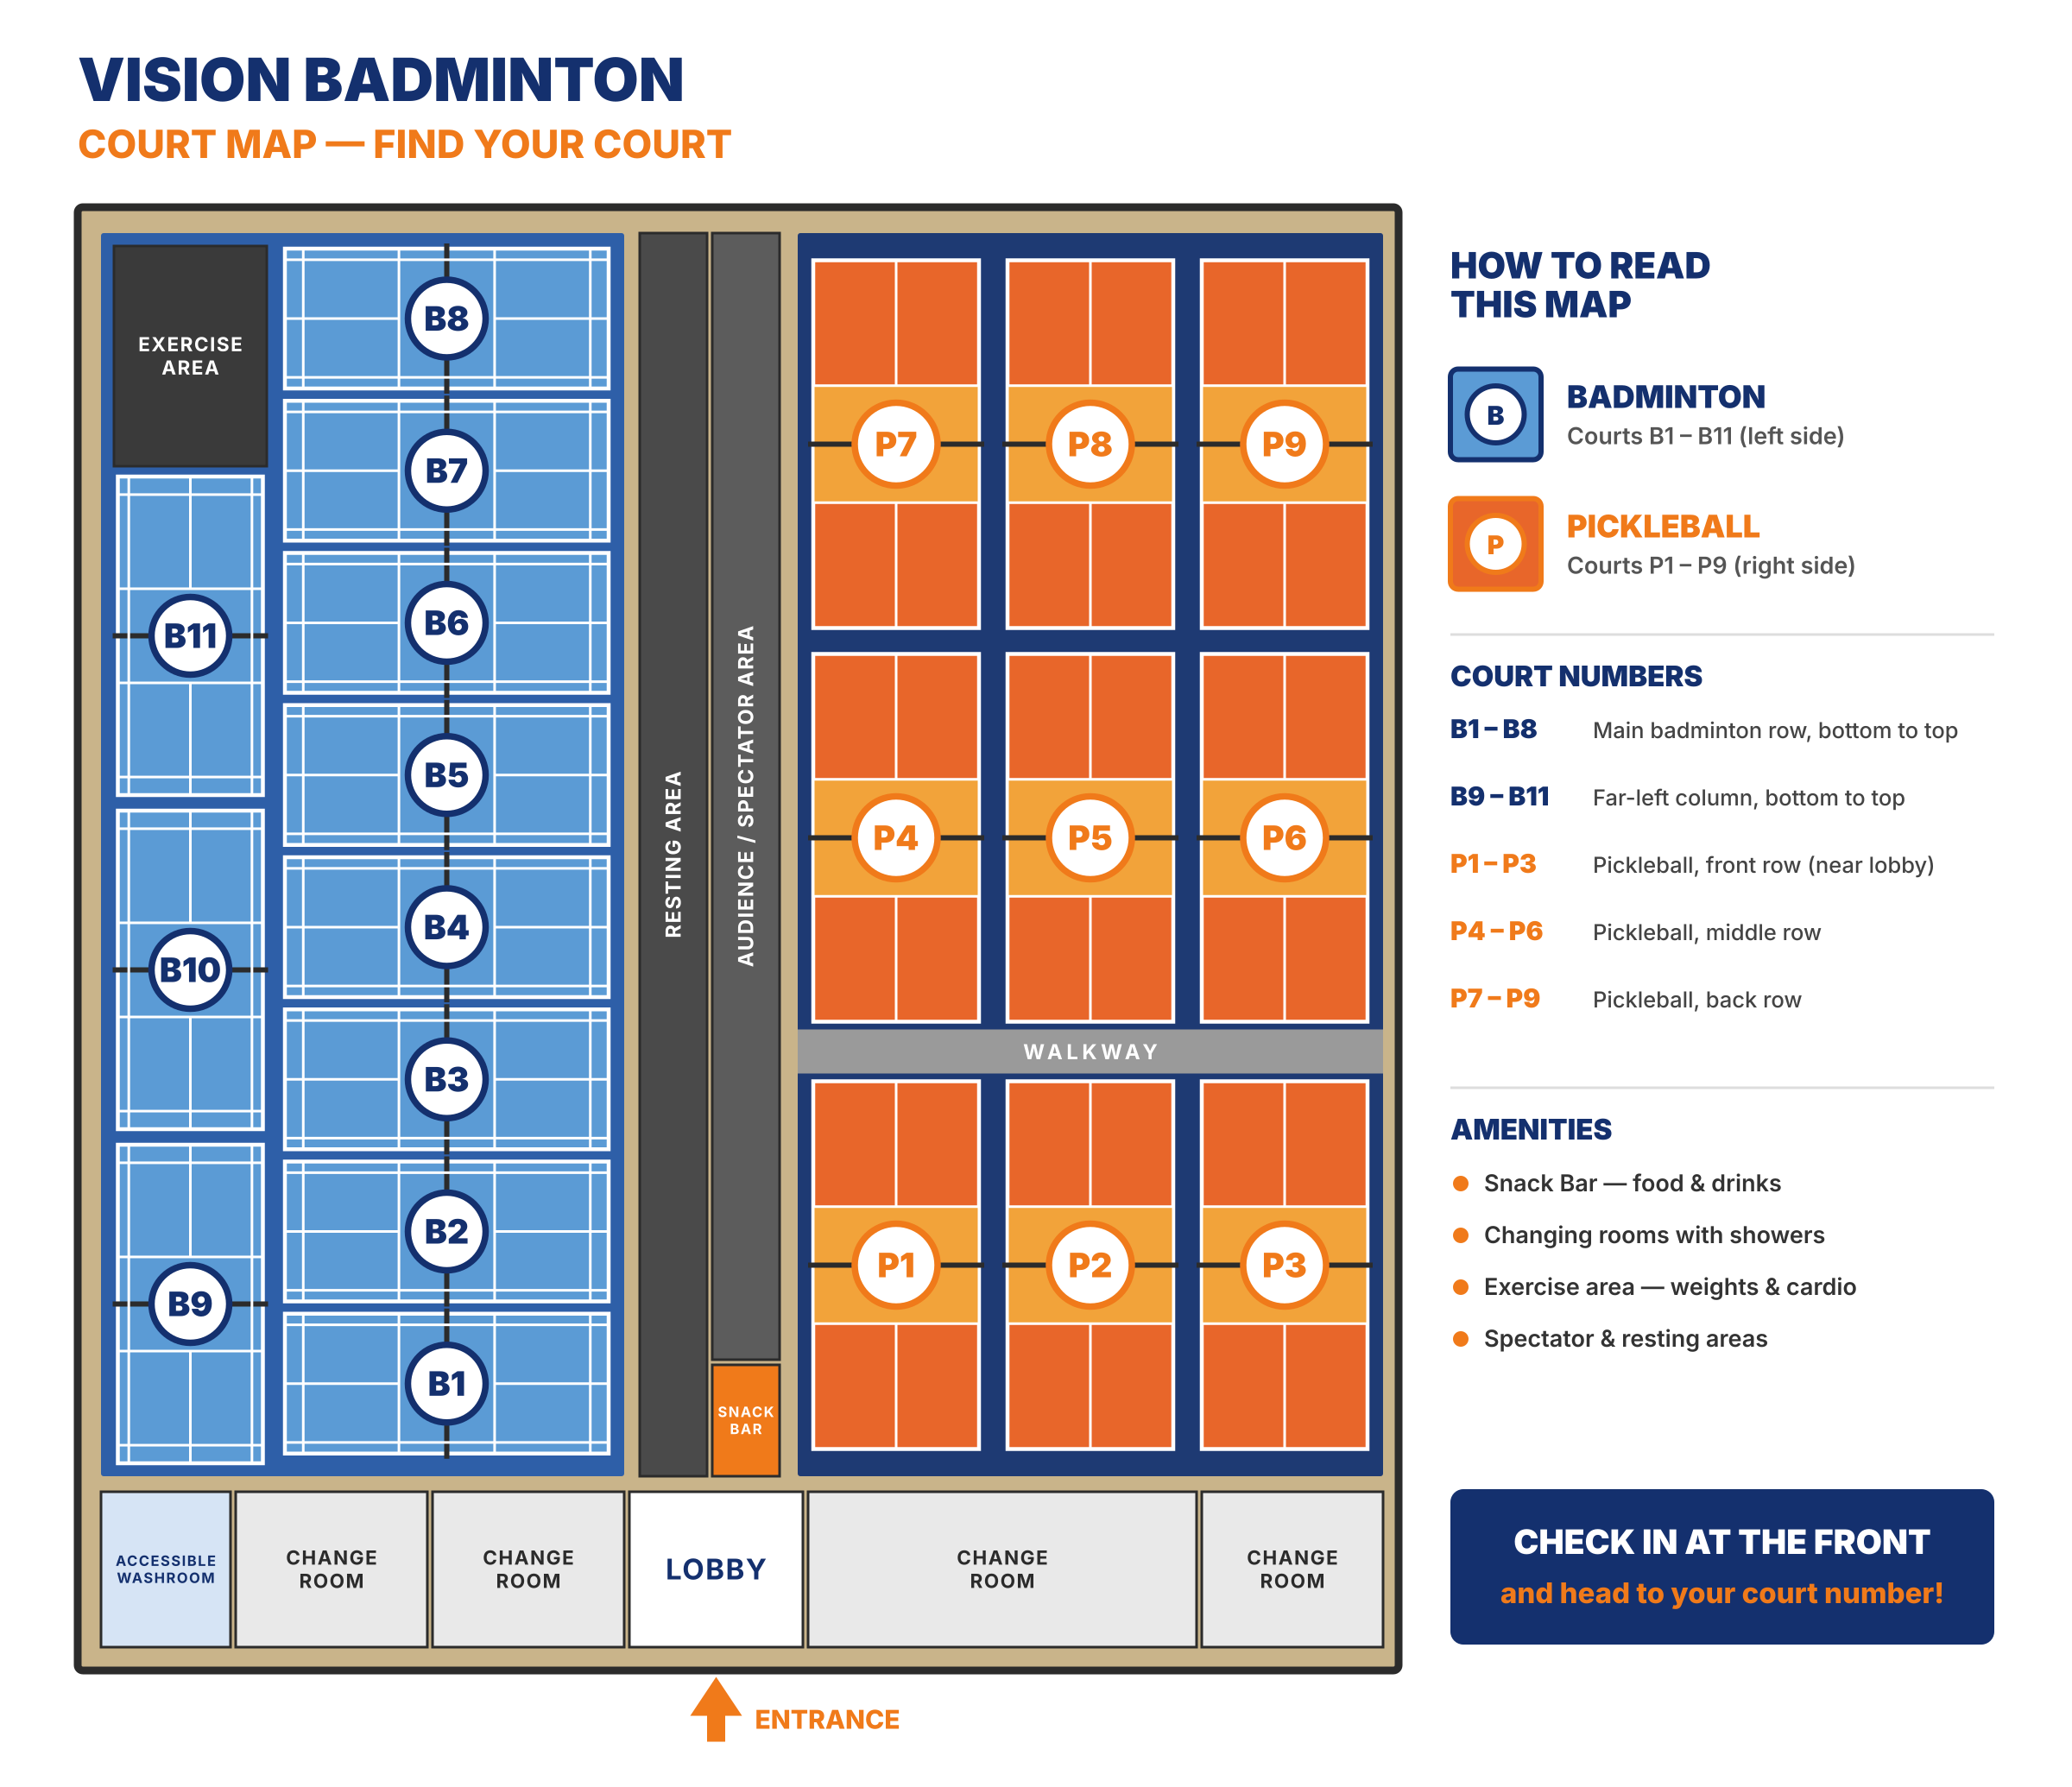 VISION BADMINTON
COURT MAP — FIND YOUR COURT
EXERCISE
AREA
B8
B7
B6
B5
B4
B3
B2
B1
B11
B10
B9
RESTING AREA
AUDIENCE / SPECTATOR AREA
SNACK
BAR
P7
P8
P9
P4
P5
P6
WALKWAY
P1
P2
P3
ACCESSIBLE
WASHROOM
CHANGE
ROOM
CHANGE
ROOM
LOBBY
CHANGE
ROOM
CHANGE
ROOM
ENTRANCE
HOW TO READ
THIS MAP
B
BADMINTON
Courts B1 – B11 (left side)
P
PICKLEBALL
Courts P1 – P9 (right side)
COURT NUMBERS
B1 – B8 Main badminton row, bottom to top
B9 – B11 Far-left column, bottom to top
P1 – P3 Pickleball, front row (near lobby)
P4 – P6 Pickleball, middle row
P7 – P9 Pickleball, back row
AMENITIES
Snack Bar — food & drinks
Changing rooms with showers
Exercise area — weights & cardio
Spectator & resting areas
CHECK IN AT THE FRONT
and head to your court number!